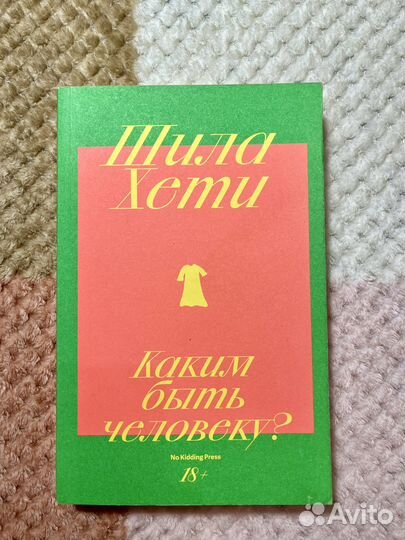 Шила
Хети
Каким
быть
человеку?
No Kidding Press
18+
Avito